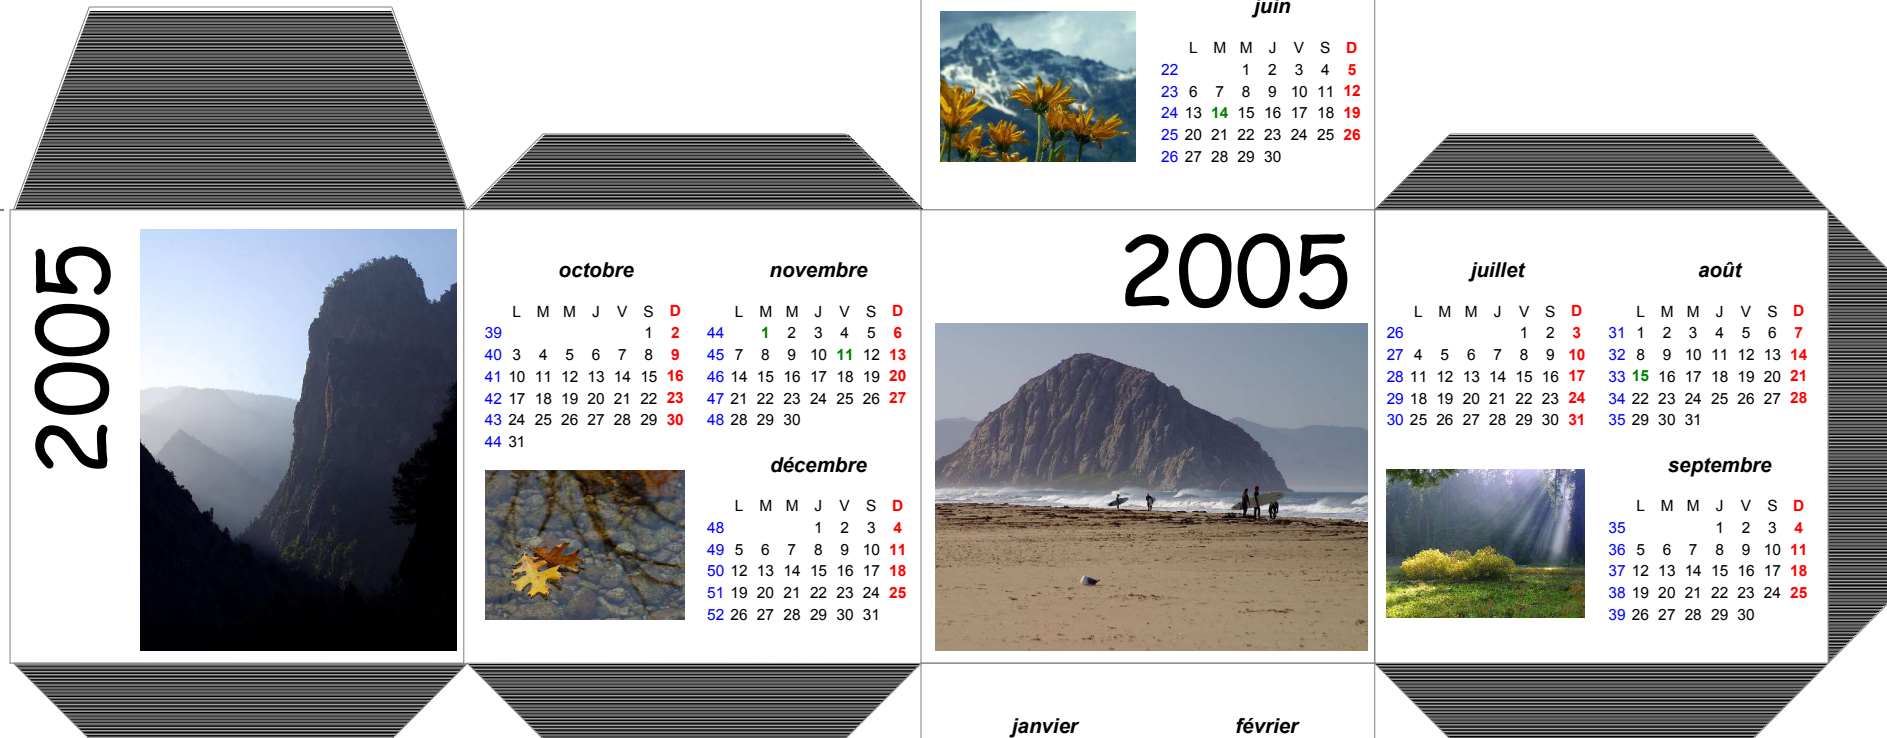 juin
L M M J V S D
22 1 2 3 4 5
23 6 7 8 9 10 11 12
24 13 14 15 16 17 18 19
25 20 21 22 23 24 25 26
26 27 28 29 30
2005
octobre
L M M J V S D
39 1 2
40 3 4 5 6 7 8 9
41 10 11 12 13 14 15 16
42 17 18 19 20 21 22 23
43 24 25 26 27 28 29 30
44 31
novembre
L M M J V S D
44 1 2 3 4 5 6
45 7 8 9 10 11 12 13
46 14 15 16 17 18 19 20
47 21 22 23 24 25 26 27
48 28 29 30
décembre
L M M J V S D
48 1 2 3 4
49 5 6 7 8 9 10 11
50 12 13 14 15 16 17 18
51 19 20 21 22 23 24 25
52 26 27 28 29 30 31
2005
juillet
L M M J V S D
26 1 2 3
27 4 5 6 7 8 9 10
28 11 12 13 14 15 16 17
29 18 19 20 21 22 23 24
30 25 26 27 28 29 30 31
août
L M M J V S D
31 1 2 3 4 5 6 7
32 8 9 10 11 12 13 14
33 15 16 17 18 19 20 21
34 22 23 24 25 26 27 28
35 29 30 31
septembre
L M M J V S D
35 1 2 3 4
36 5 6 7 8 9 10 11
37 12 13 14 15 16 17 18
38 19 20 21 22 23 24 25
39 26 27 28 29 30
janvier
février